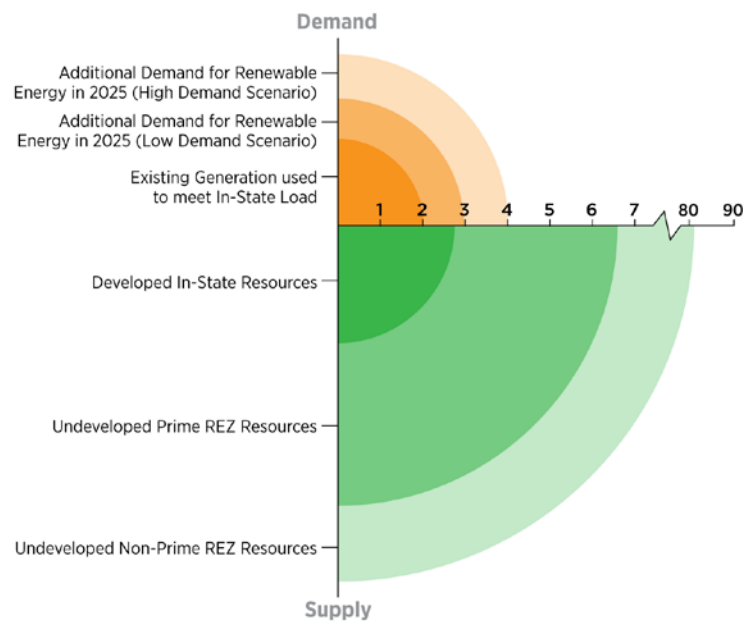 Demand
Additional Demand for Renewable
Energy in 2025 (High Demand Scenario)
Additional Demand for Renewable
Energy in 2025 (Low Demand Scenario)
Existing Generation used
to meet In-State Load
1 2 3 4 5 6 7 80 90
Developed In-State Resources
Undeveloped Prime REZ Resources
Undeveloped Non-Prime REZ Resources
Supply